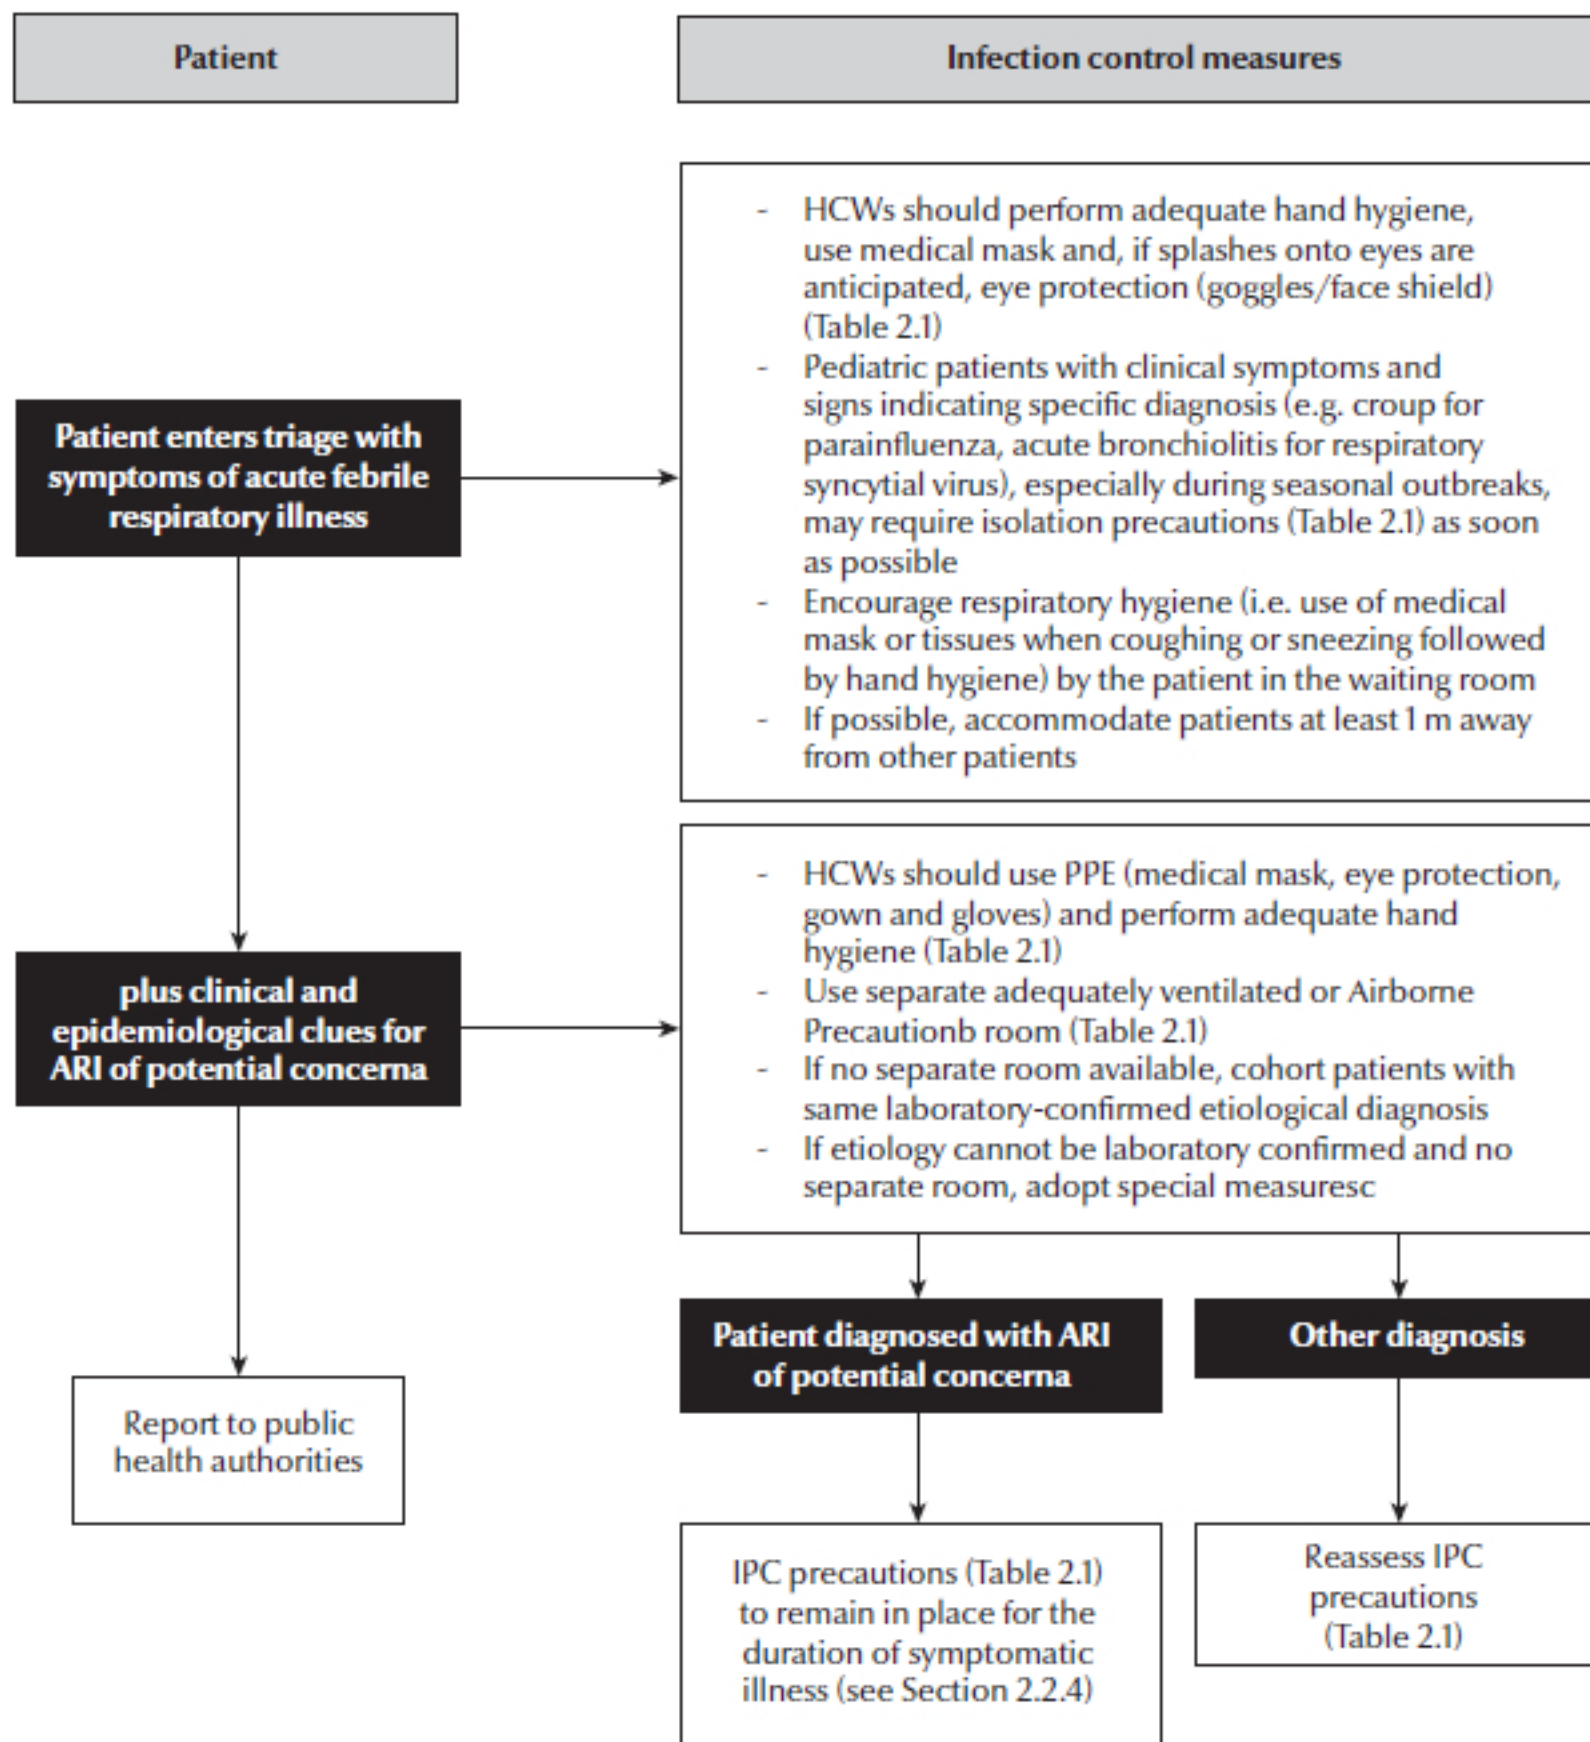 Patient
Infection control measures
- HCWs should perform adequate hand hygiene,
use medical mask and, if splashes onto eyes are
anticipated, eye protection (goggles/face shield)
(Table 2.1)
- Pediatric patients with clinical symptoms and
signs indicating specific diagnosis (e.g. croup for
parainfluenza, acute bronchiolitis for respiratory
syncytial virus), especially during seasonal outbreaks,
may require isolation precautions (Table 2.1) as soon
as possible
- Encourage respiratory hygiene (i.e. use of medical
mask or tissues when coughing or sneezing followed
by hand hygiene) by the patient in the waiting room
- If possible, accommodate patients at least 1 m away
from other patients
Patient enters triage with
symptoms of acute febrile
respiratory illness
- HCWs should use PPE (medical mask, eye protection,
gown and gloves) and perform adequate hand
hygiene (Table 2.1)
- Use separate adequately ventilated or Airborne
Precautionb room (Table 2.1)
- If no separate room available, cohort patients with
same laboratory-confirmed etiological diagnosis
- If etiology cannot be laboratory confirmed and no
separate room, adopt special measuresc
plus clinical and
epidemiological clues for
ARI of potential concerna
Patient diagnosed with ARI
of potential concerna
Other diagnosis
Report to public
health authorities
IPC precautions (Table 2.1)
to remain in place for the
duration of symptomatic
illness (see Section 2.2.4)
Reassess IPC
precautions
(Table 2.1)